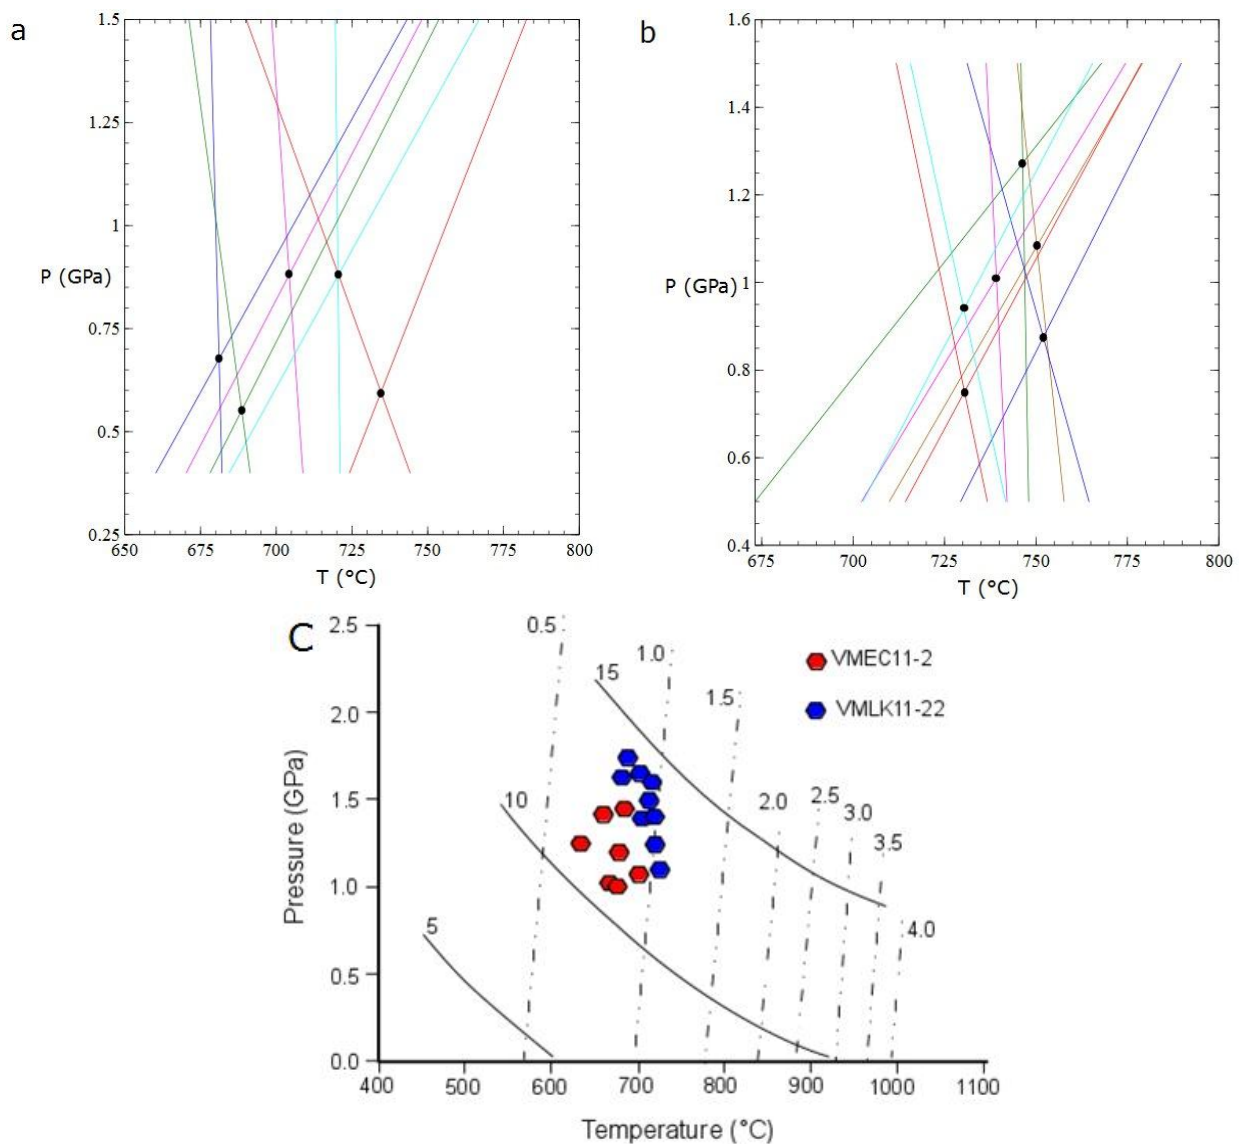 a
1.5
1.25
1
P (GPa)
0.75
0.5
0.25
650 675 700 725 750 775 800
T (°C)
b
1.6
1.4
1.2
P (GPa) 1
0.8
0.6
0.4
675 700 725 750 775 800
T (°C)
C
2.5
2.0
1.5
1.0
0.5
0.0
Pressure (GPa)
0.5
15
1.0
1.5
10
2.0
2.5
3.0
3.5
5
4.0
VMEC11-2
VMLK11-22
400 500 600 700 800 900 1000 1100
Temperature (°C)